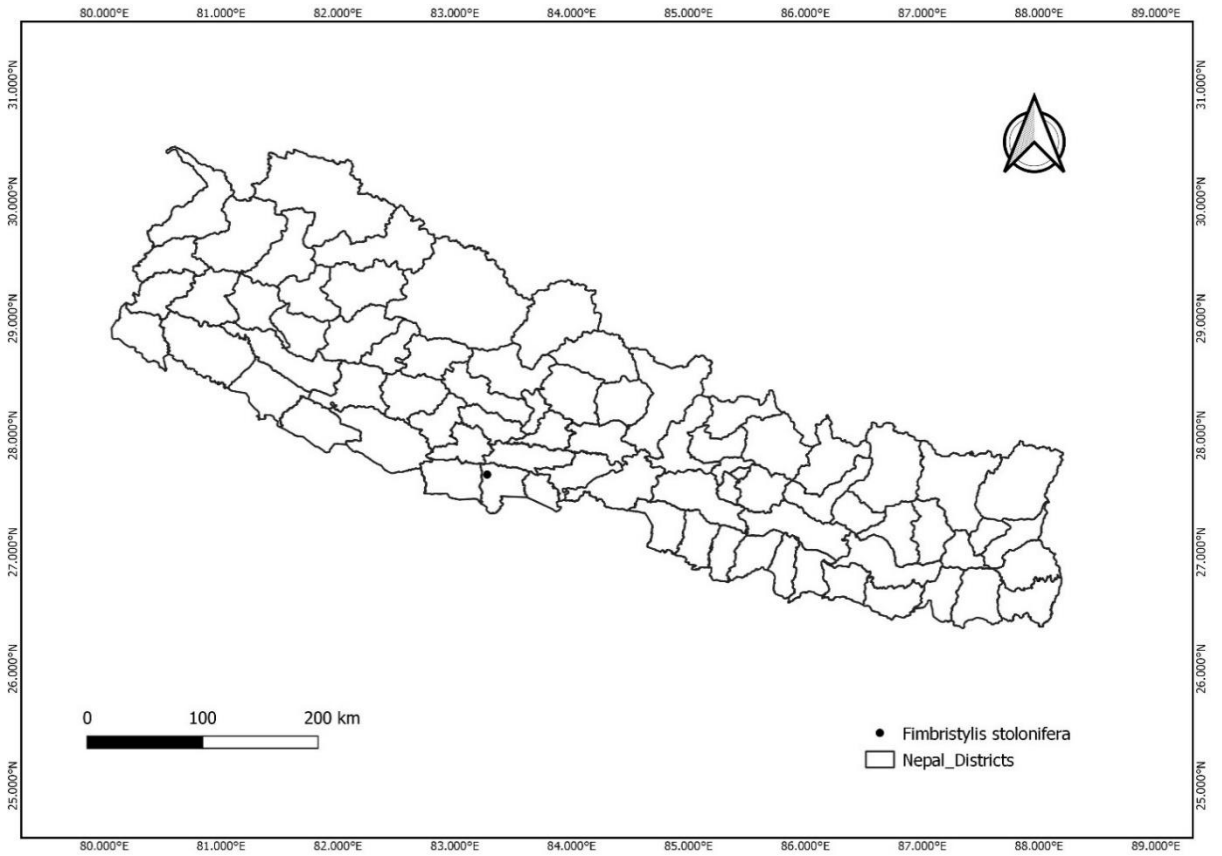 80.000°E 81.000°E 82.000°E 83.000°E 84.000°E 85.000°E 86.000°E 87.000°E 88.000°E 89.000°E
31.000°N 31.000°N
30.000°N 30.000°N
29.000°N 29.000°N
28.000°N 28.000°N
27.000°N 27.000°N
26.000°N 26.000°N
0 100 200 km
Fimbristylis stolonifera
Nepal_Districts
25.000°N 25.000°N
80.000°E 81.000°E 82.000°E 83.000°E 84.000°E 85.000°E 86.000°E 87.000°E 88.000°E 89.000°E